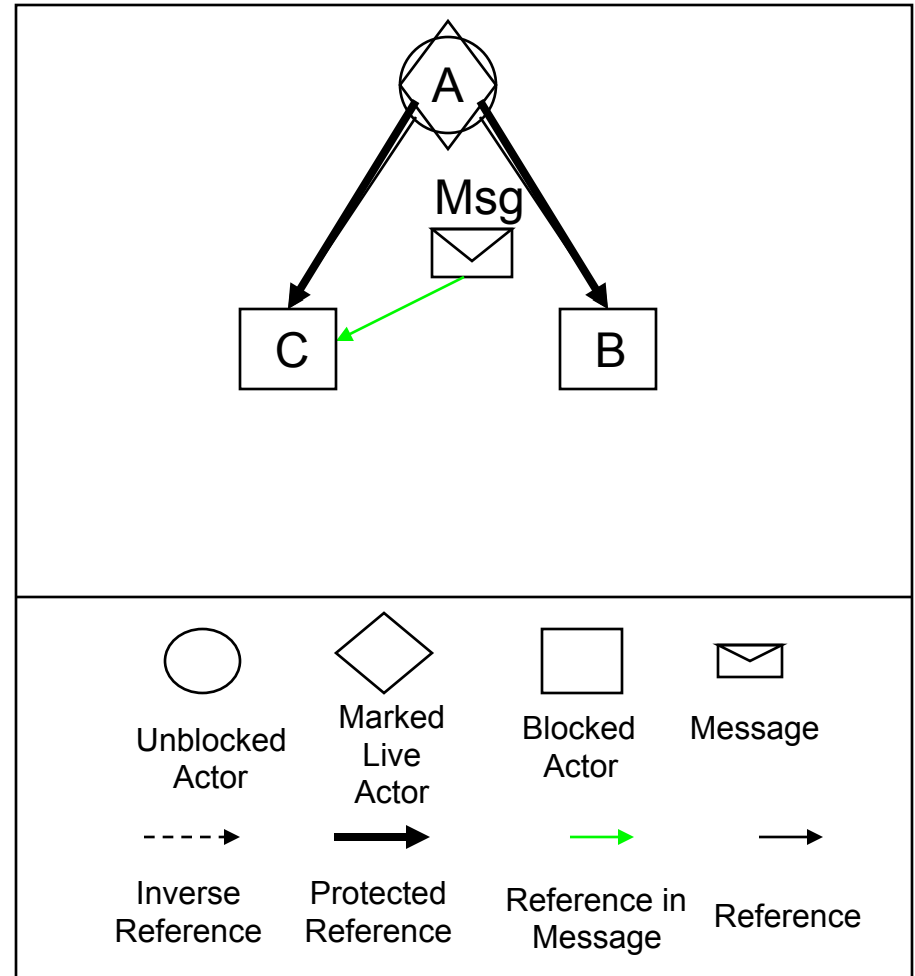 A
Msg
C
B
Unblocked
Actor
Marked
Live
Actor
Blocked
Actor
Message
Inverse
Reference
Protected
Reference
Reference in
Message
Reference